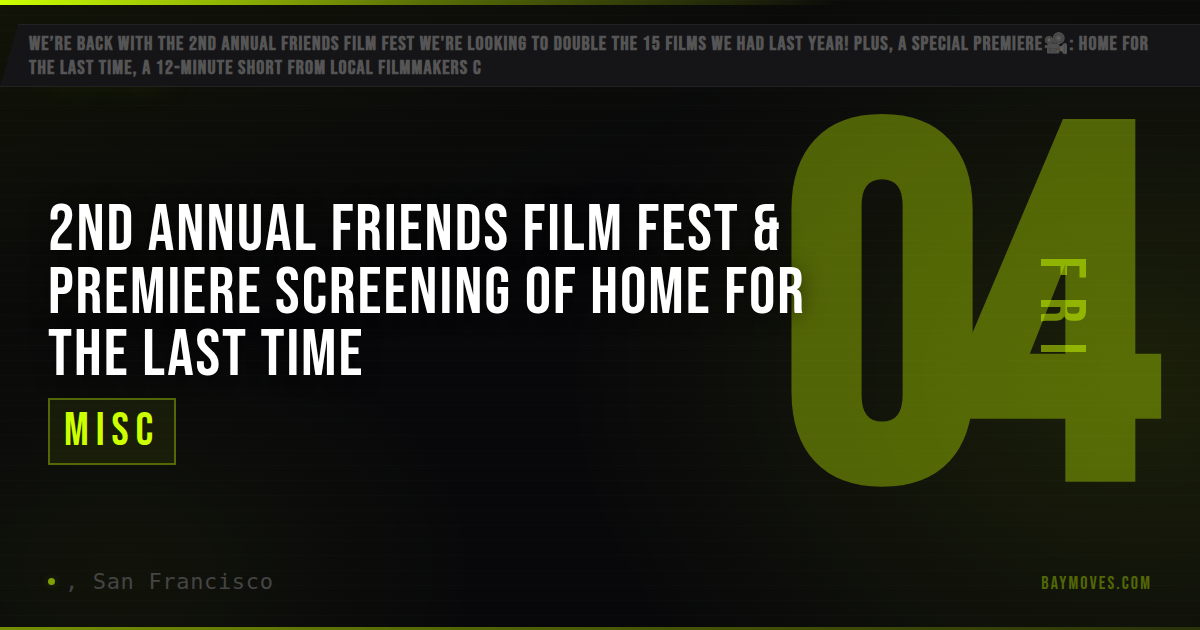 WE'RE BACK WITH THE 2ND ANNUAL FRIENDS FILM FEST WE'RE LOOKING TO DOUBLE THE 15 FILMS WE HAD LAST YEAR! PLUS, A SPECIAL PREMIERE🎥: HOME FOR
THE LAST TIME, A 12-MINUTE SHORT FROM LOCAL FILMMAKERS C
04
FRI
2ND ANNUAL FRIENDS FILM FEST &
PREMIERE SCREENING OF HOME FOR
THE LAST TIME
MISC
, San Francisco
BAYMOVES.COM